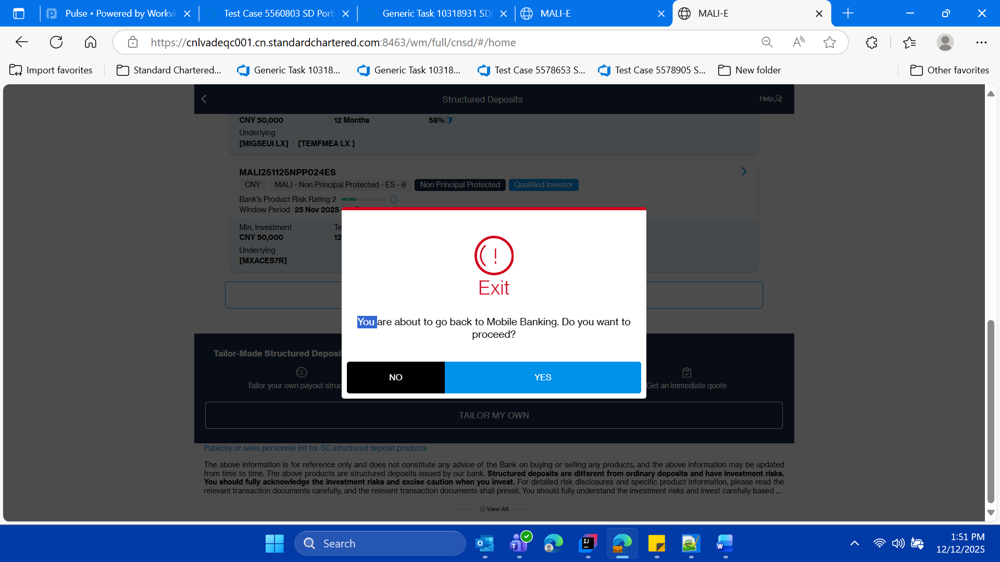 Pulse • Powered by Workvi
Test Case 5560803 SD Port
Generic Task 10318931 SD
MALI-E
MALI-E
https://cnlvadeqc001.cn.standardchartered.com:8463/wm/full/cnsd/#/home
Import favorites
Standard Chartered...
Generic Task 10318...
Generic Task 10318...
Test Case 5578653 S...
Test Case 5578905 S...
New folder
Other favorites
Structured Deposits
Help
CNY 50,000 12 Months 58%
Underlying
[MIGSEUI LX] [TEMFMEA LX ]
MALI251125NPP024ES
CNY MALI - Non Principal Protected - ES - 6 Non Principal Protected Qualified Investor
Bank's Product Risk Rating 2
Window Period 25 Nov 2025
Min. Investment Te
CNY 50,000 12
Underlying
[MXACES7R]
Exit
You are about to go back to Mobile Banking. Do you want to
proceed?
NO YES
Tailor-Made Structured Deposi
Tailor your own payout struc
Get an immediate quote
TAILOR MY OWN
Publicity of sales personnel list for SC structured deposit products
The above information is for reference only and does not constitute any advice of the Bank on buying or selling any products, and the above information may be updated
from time to time. The above products are structured deposits issued by our bank. Structured deposits are different from ordinary deposits and have investment risks.
You should fully acknowledge the investment risks and excise caution when you invest. For detailed risk disclosures and specific product information, please read the
relevant transaction documents carefully, and the relevant transaction documents shall prevail. You should fully understand the investment risks and invest carefully based ...
View All
Search
1:51 PM
12/12/2025